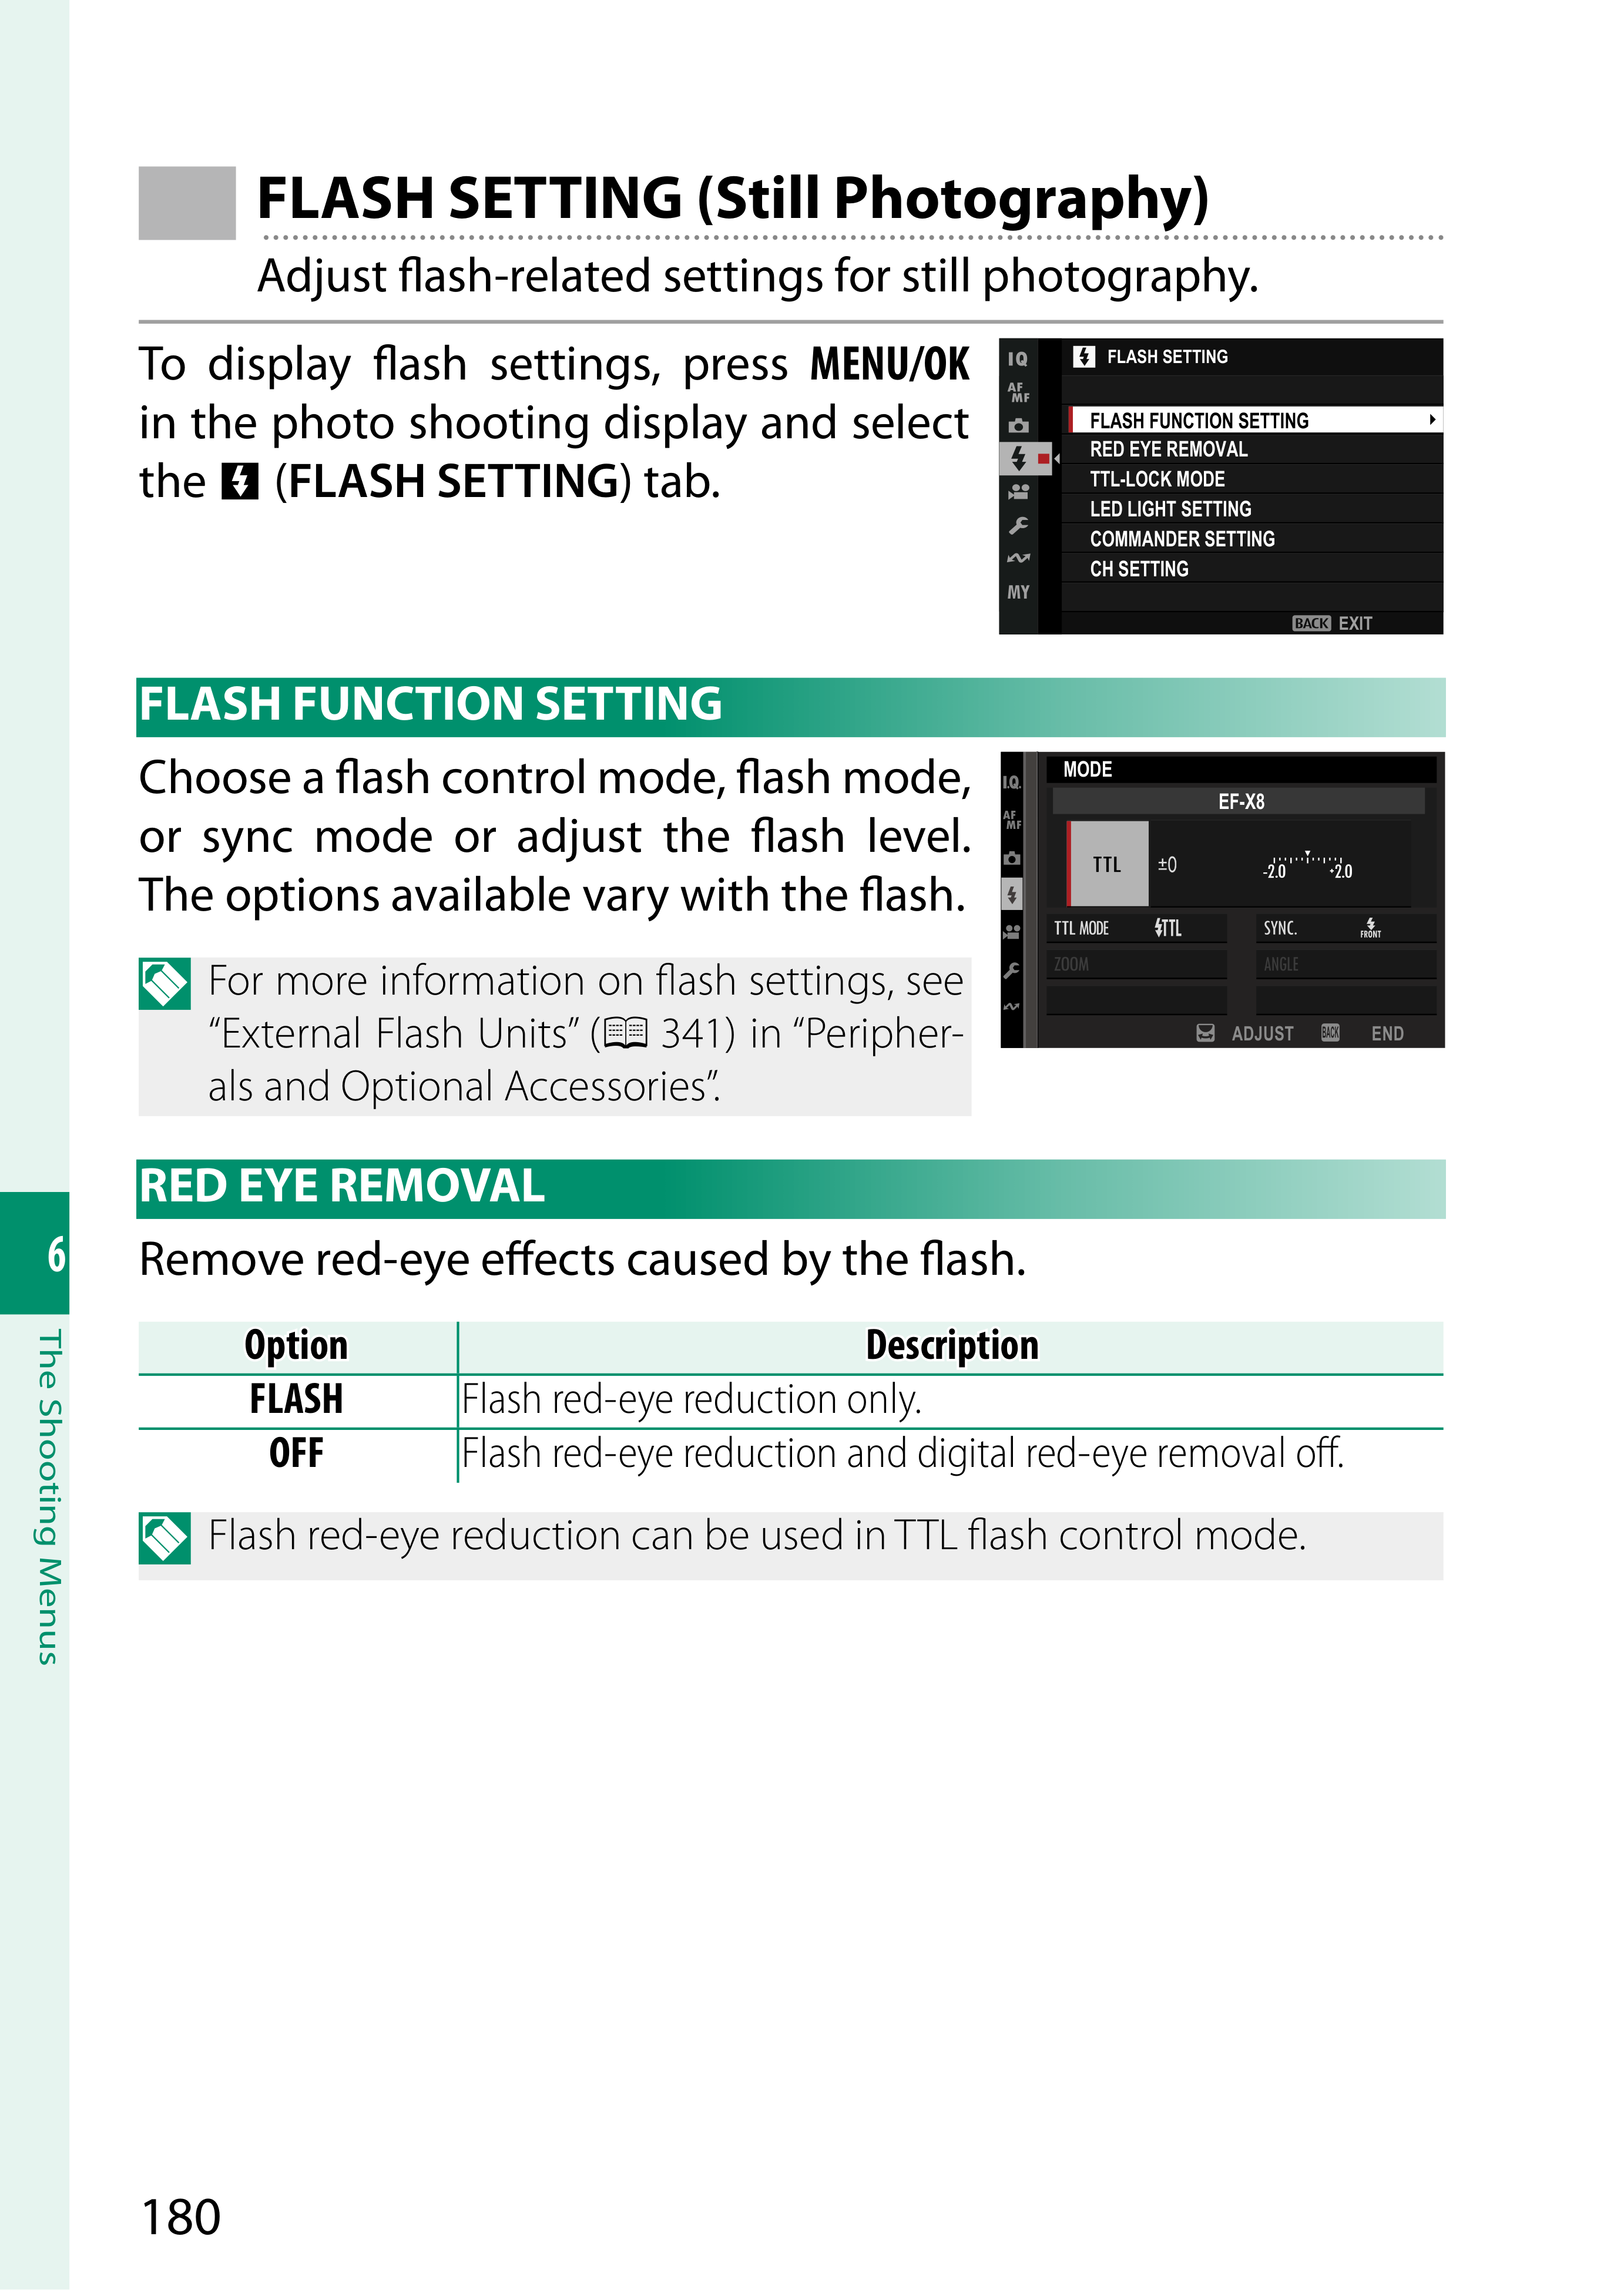 FLASH SETTING (Still Photography)
Adjust flash-related settings for still photography.
To display flash settings, press MENU/OK
in the photo shooting display and select
the (FLASH SETTING) tab.
IQ
AF
MF
MY
FLASH SETTING
FLASH FUNCTION SETTING
RED EYE REMOVAL
TTL-LOCK MODE
LED LIGHT SETTING
COMMANDER SETTING
CH SETTING
BACK EXIT
FLASH FUNCTION SETTING
Choose a flash control mode, flash mode,
or sync mode or adjust the flash level.
The options available vary with the flash.
For more information on flash settings, see
“External Flash Units” ( 341) in “Peripher-
als and Optional Accessories”.
I.Q.
AF
MF
MODE
EF-X8
TTL ±0
-2.0 +2.0
TTL MODE TTL SYNC. FRONT
ZOOM ANGLE
ADJUST BACK END
RED EYE REMOVAL
Remove red-eye effects caused by the flash.
Option Description
FLASH Flash red-eye reduction only.
OFF Flash red-eye reduction and digital red-eye removal off.
Flash red-eye reduction can be used in TTL flash control mode.
6
The Shooting Menus
180